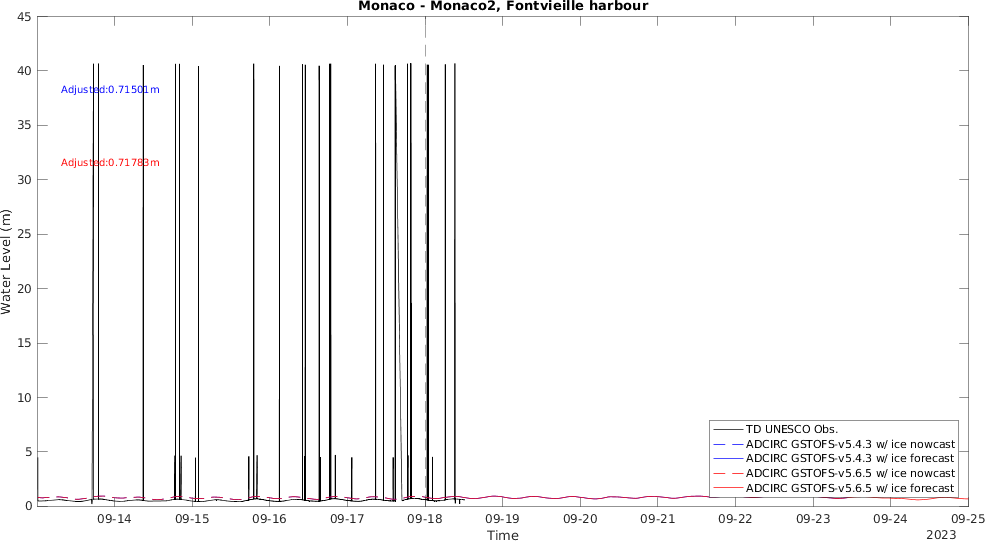 Monaco - Monaco2, Fontvieille harbour
45
40
35
30
25
20
15
10
5
0
Water Level (m)
Adjusted:0.71501m
Adjusted:0.71783m
TD UNESCO Obs.
ADCIRC GSTOFS-v5.4.3 w/ ice nowcast
ADCIRC GSTOFS-v5.4.3 w/ ice forecast
ADCIRC GSTOFS-v5.6.5 w/ ice nowcast
ADCIRC GSTOFS-v5.6.5 w/ ice forecast
09-14 09-15 09-16 09-17 09-18 09-19 09-20 09-21 09-22 09-23 09-24 09-25
Time
2023